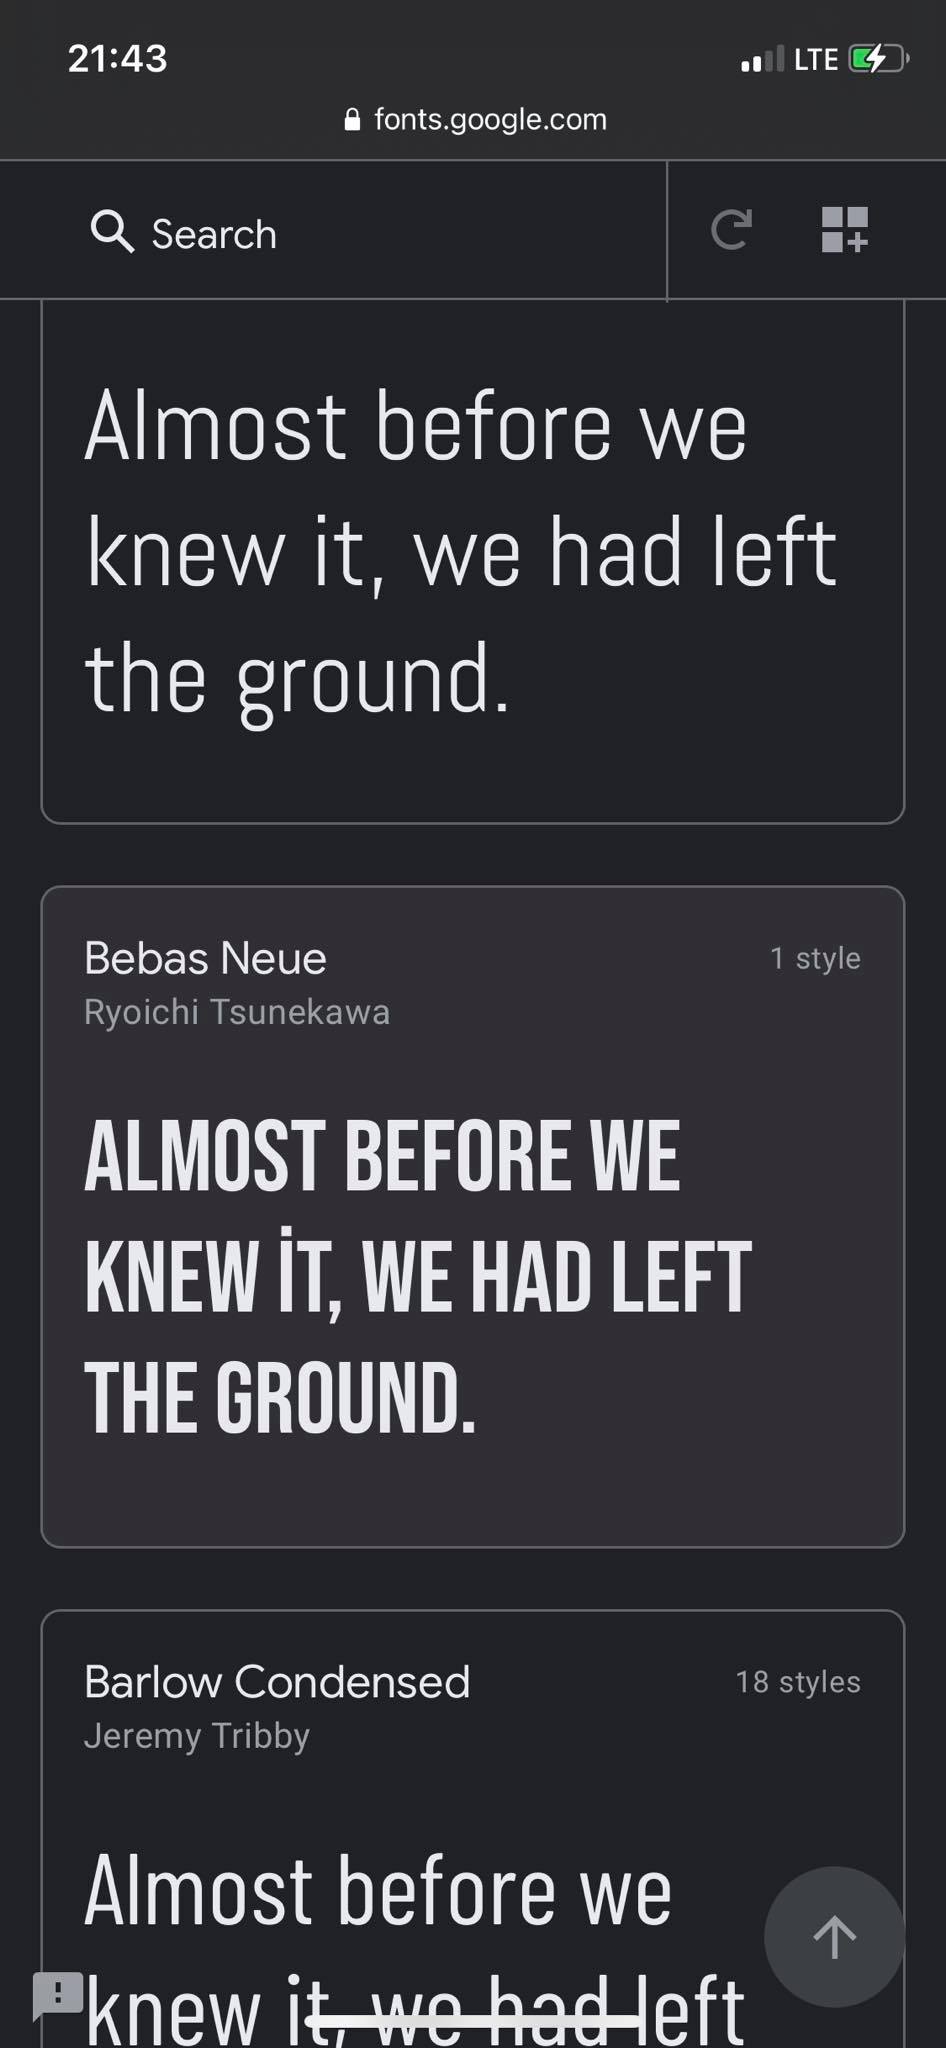 21:43 LTE
fonts.google.com
Search
Almost before we
knew it, we had left
the ground.
Bebas Neue 1 style
Ryoichi Tsunekawa
ALMOST BEFORE WE
KNEW İT, WE HAD LEFT
THE GROUND.
Barlow Condensed 18 styles
Jeremy Tribby
Almost before we
knew it, we had left